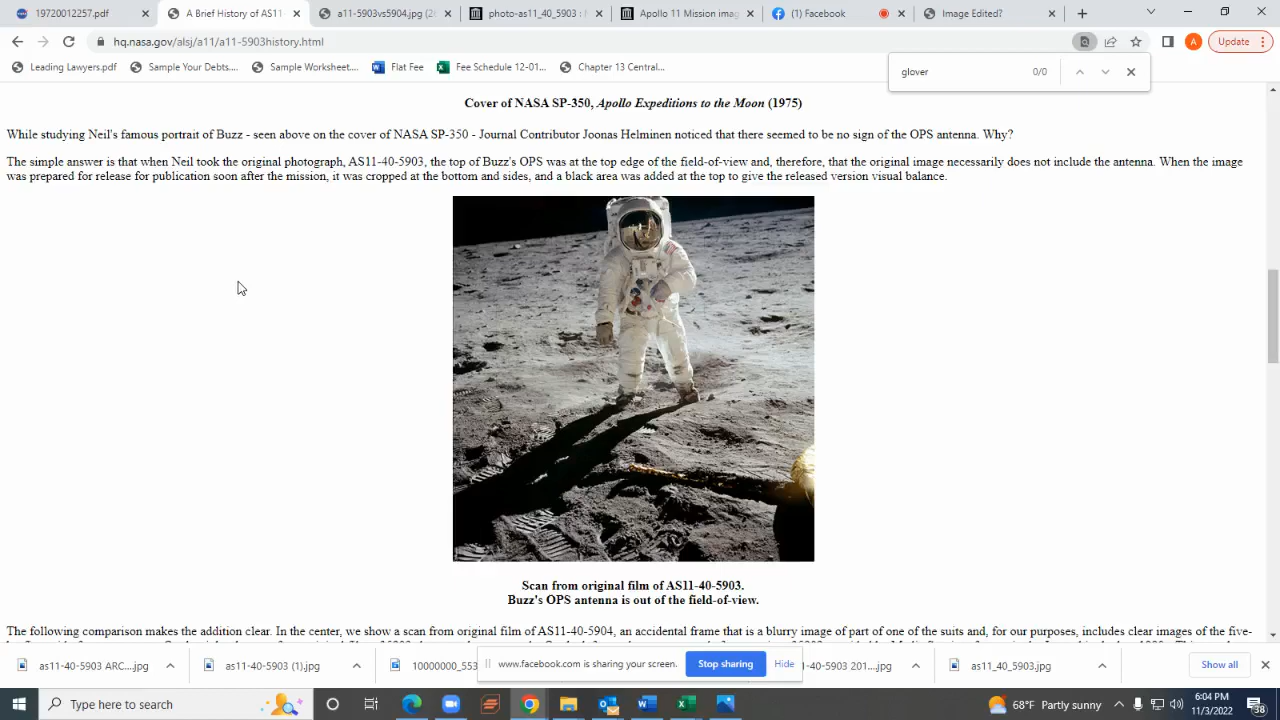 19720012257.pdf
A Brief History of AS11-
a11-5903vs5904.jpg (2(
photo-as11_40_5903 :
Apollo 11 Mission imag
(1) Facebook
Image Edited?
hq.nasa.gov/alsj/a11/a11-5903history.html
A
Update
Leading Lawyers.pdf
Sample Your Debts....
Sample Worksheet....
Flat Fee
Fee Schedule 12-01...
Chapter 13 Central...
glover
0/0
Cover of NASA SP-350, Apollo Expeditions to the Moon (1975)
While studying Neil's famous portrait of Buzz - seen above on the cover of NASA SP-350 - Journal Contributor Joonas Helminen noticed that there seemed to be no sign of the OPS antenna. Why?
The simple answer is that when Neil took the original photograph, AS11-40-5903, the top of Buzz's OPS was at the top edge of the field-of-view and, therefore, that the original image necessarily does not include the antenna. When the image
was prepared for release for publication soon after the mission, it was cropped at the bottom and sides, and a black area was added at the top to give the released version visual balance.
Scan from original film of AS11-40-5903.
Buzz's OPS antenna is out of the field-of-view.
The following comparison makes the addition clear. In the center, we show a scan from original film of AS11-40-5904, an accidental frame that is a blurry image of part of one of the suits and, for our purposes, includes clear images of the five-
as11-40-5903 ARC....jpg
as11-40-5903 (1).jpg
10000000_553
www.facebook.com is sharing your screen.
Stop sharing
Hide
-40-5903 201...jpg
as11_40_5903.jpg
Show all
Type here to search
68°F Partly sunny
6:04 PM
11/3/2022
38